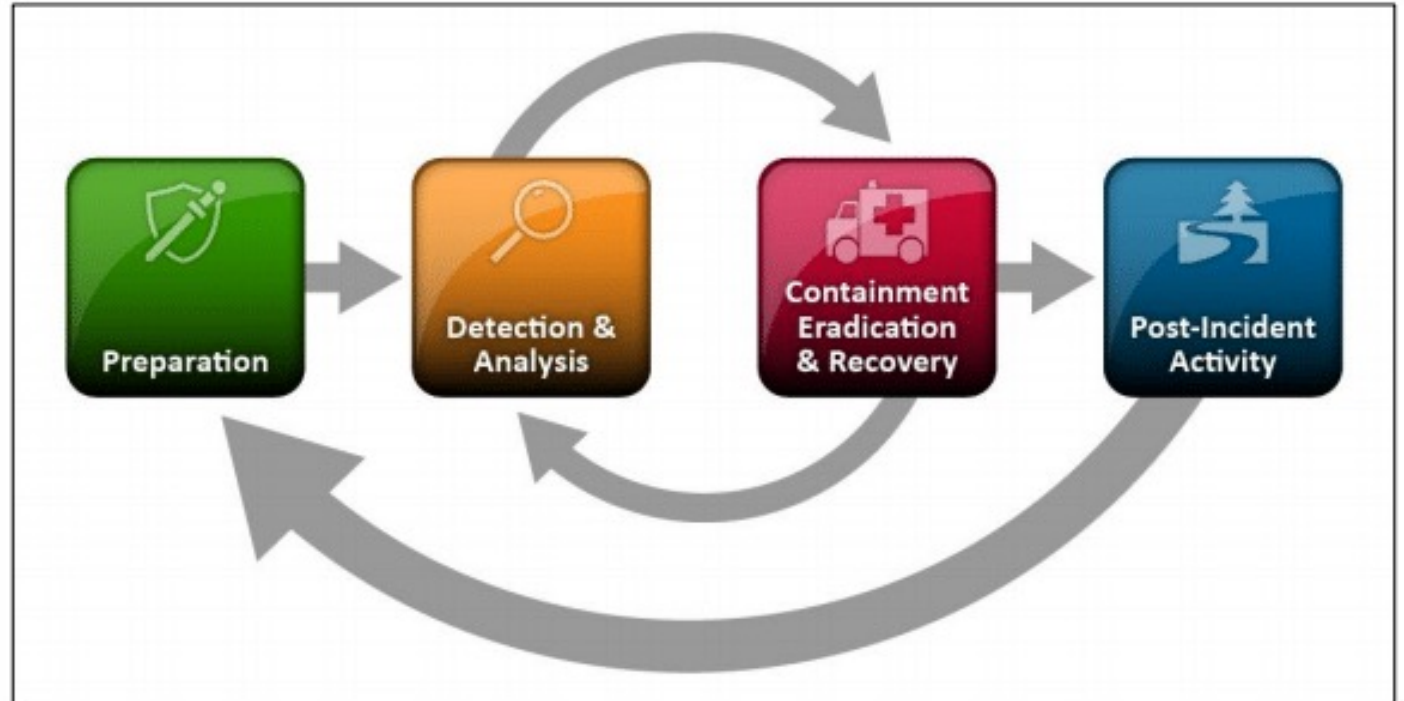 Preparation
Detection &
Analysis
Containment
Eradication
& Recovery
Post-Incident
Activity